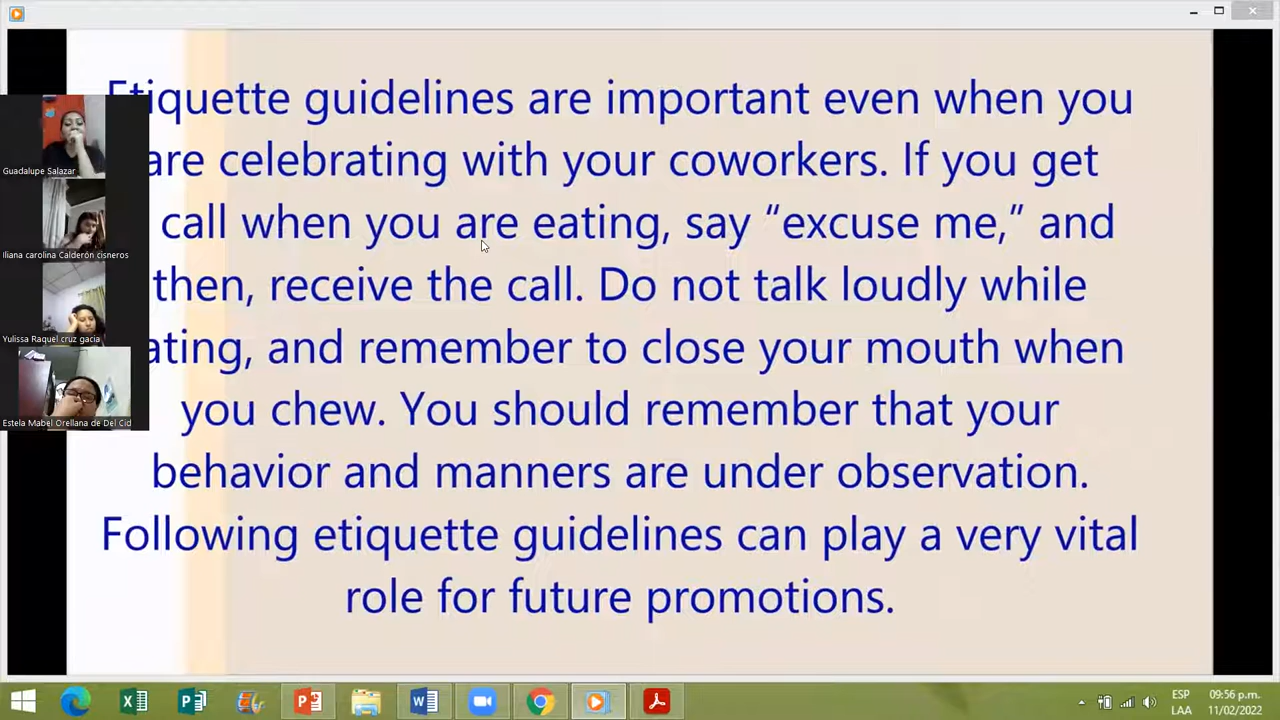 Etiquette guidelines are important even when you
are celebrating with your coworkers. If you get
call when you are eating, say “excuse me,” and
then, receive the call. Do not talk loudly while
ating, and remember to close your mouth when
you chew. You should remember that your
behavior and manners are under observation.
Following etiquette guidelines can play a very vital
role for future promotions.
Guadalupe Salazar
Iliana carolina Calderón cisneros
Yulissa Raquel cruz gacia
Estela Mabel Orellana de Del Cid
ESP
LAA
09:56 p.m.
11/02/2022